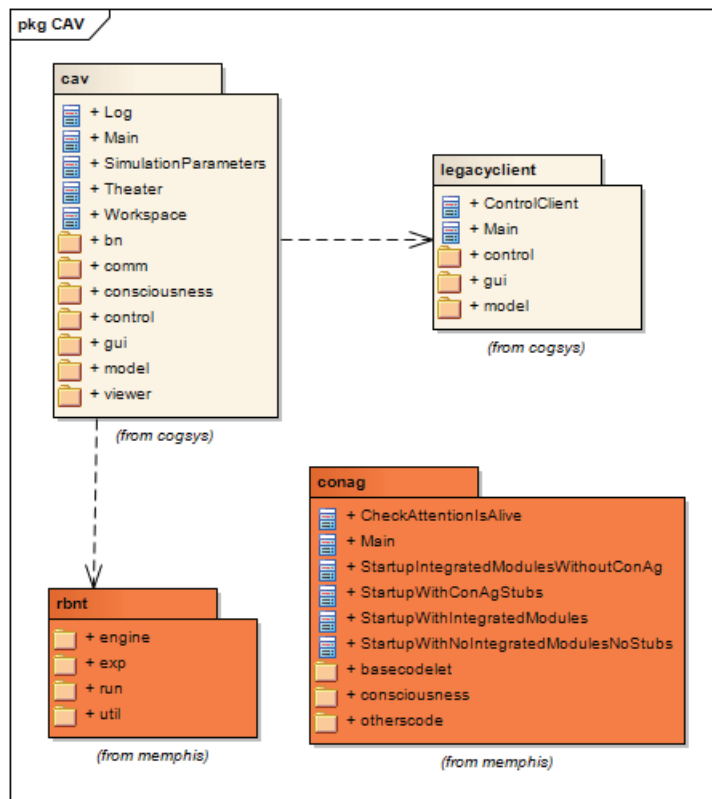 pkg CAV
cav
+ Log
+ Main
+ SimulationParameters
+ Theater
+ Workspace
+ bn
+ comm
+ consciousness
+ control
+ gui
+ model
+ viewer
(from cogsys)
legacyclient
+ ControlClient
+ Main
+ control
+ gui
+ model
(from cogsys)
rbnt
+ engine
+ exp
+ run
+ util
(from memphis)
conag
+ CheckAttentionIsAlive
+ Main
+ StartupIntegratedModulesWithoutConAg
+ StartupWithConAgStubs
+ StartupWithIntegratedModules
+ StartupWithNoIntegratedModulesNoStubs
+ basecodelet
+ consciousness
+ otherscode
(from memphis)